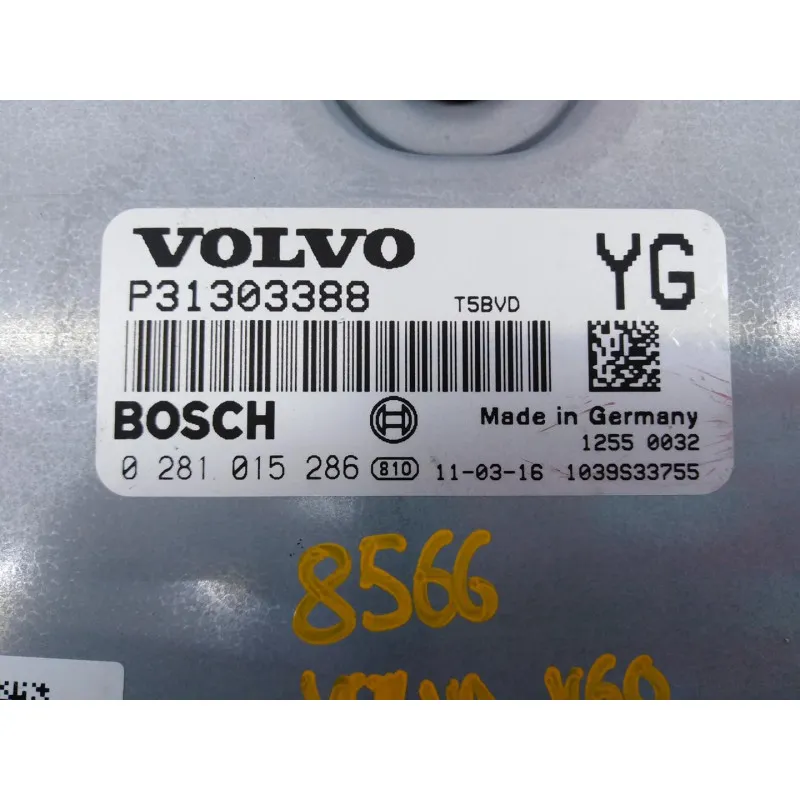 VOLVO
YG
P31303388 T5BVD
BOSCH Made in Germany
1255 0032
0 281 015 286 810 11-03-16 1039S33755
8566